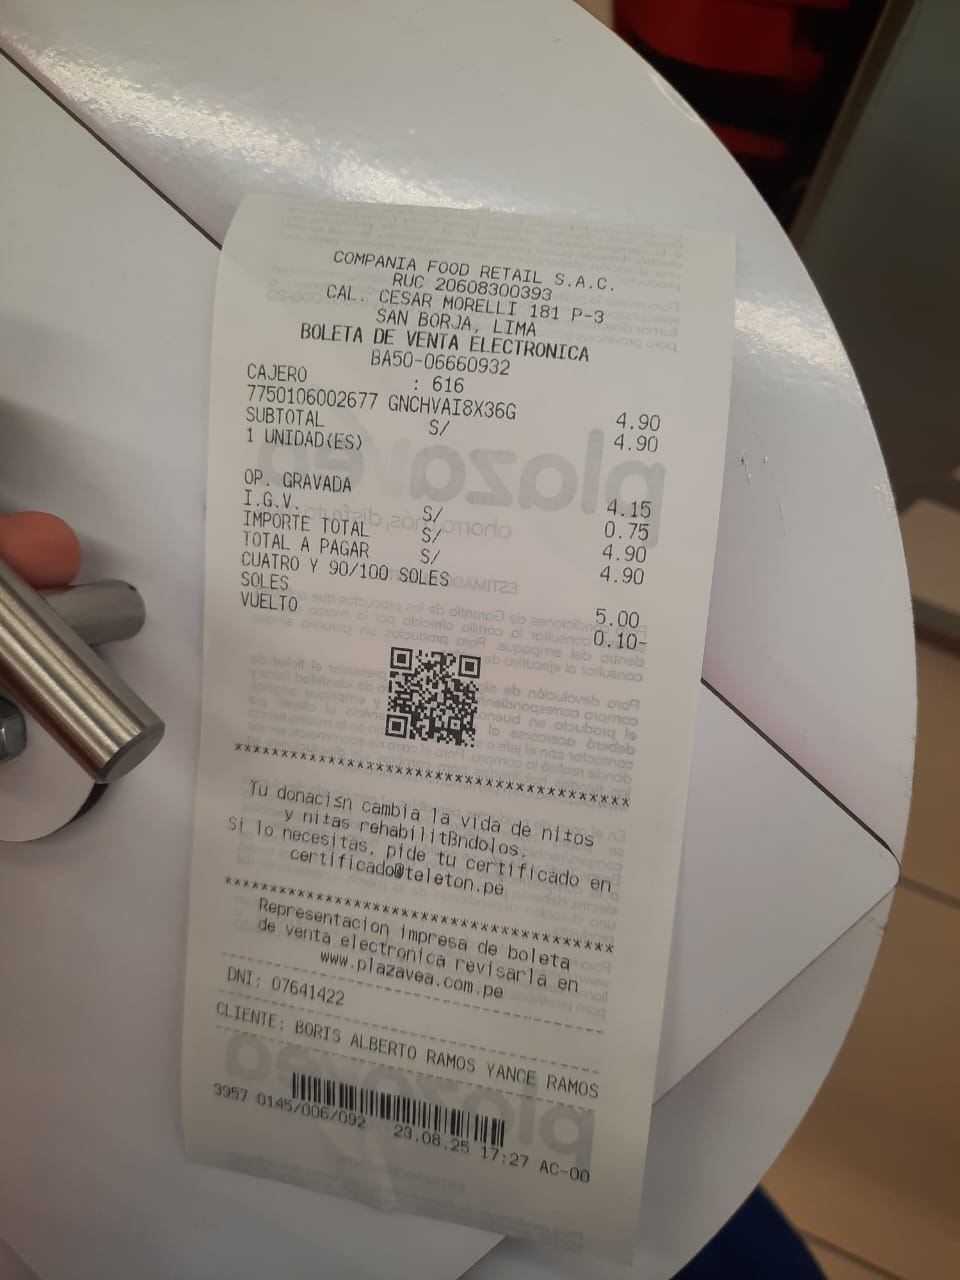 COMPANIA FOOD RETAIL S.A.C.
RUC 20608300393
CAL. CESAR MORELLI 181 P-3
SAN BORJA, LIMA
BOLETA DE VENTA ELECTRONICA
BA50-06660932
CAJERO : 616
7750106002677 GNCHVAI8X36G 4.90
SUBTOTAL S/ 4.90
1 UNIDAD(ES)
OP. GRAVADA S/ 4.15
I.G.V. S/ 0.75
IMPORTE TOTAL S/ 4.90
TOTAL A PAGAR 4.90
CUATRO Y 90/100 SOLES
SOLES 5.00
VUELTO 0.10-
****************************************
Tu donaci≤n cambia la vida de ni±os
y ni±as rehabilitßndolos.
Si lo necesitas, pide tu certificado en
certificado@teleton.pe
****************************************
Representacion impresa de boleta
de venta electronica revisarla en
www.plazavea.com.pe
DNI: 07641422
CLIENTE: BORIS ALBERTO RAMOS YANCE RAMOS
3957 0145/006/092 23.08.25 17:27 AC-00